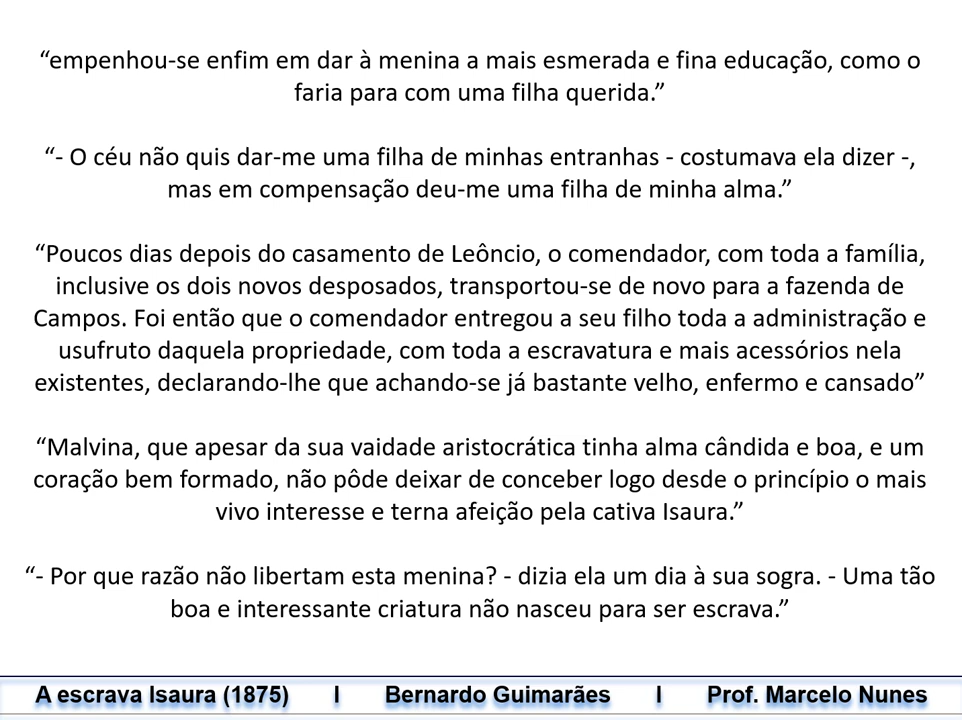 “empenhou-se enfim em dar à menina a mais esmerada e fina educação, como o
faria para com uma filha querida.”
“- O céu não quis dar-me uma filha de minhas entranhas - costumava ela dizer -,
mas em compensação deu-me uma filha de minha alma.”
“Poucos dias depois do casamento de Leôncio, o comendador, com toda a família,
inclusive os dois novos desposados, transportou-se de novo para a fazenda de
Campos. Foi então que o comendador entregou a seu filho toda a administração e
usufruto daquela propriedade, com toda a escravatura e mais acessórios nela
existentes, declarando-lhe que achando-se já bastante velho, enfermo e cansado”
“Malvina, que apesar da sua vaidade aristocrática tinha alma cândida e boa, e um
coração bem formado, não pôde deixar de conceber logo desde o princípio o mais
vivo interesse e terna afeição pela cativa Isaura.”
“- Por que razão não libertam esta menina? - dizia ela um dia à sua sogra. - Uma tão
boa e interessante criatura não nasceu para ser escrava.”
A escrava Isaura (1875) I Bernardo Guimarães I Prof. Marcelo Nunes